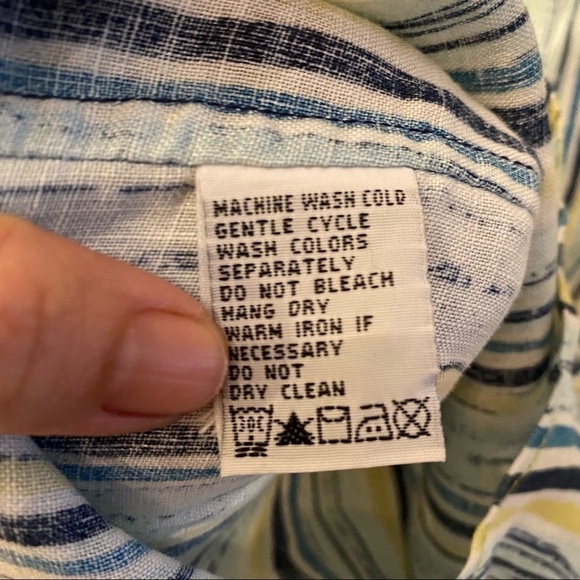 MACHINE WASH COLD
GENTLE CYCLE
WASH COLORS
SEPARATELY
DO NOT BLEACH
HANG DRY
WARM IRON IF
NECESSARY
DO NOT
DRY CLEAN
30C